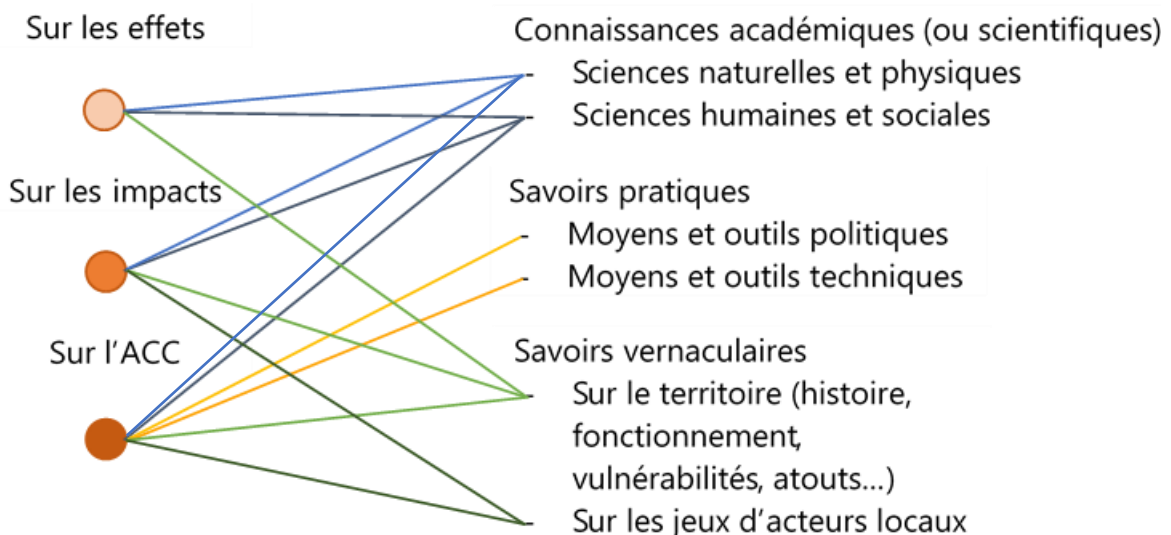 Sur les effets
Sur les impacts
Sur l'ACC
Connaissances académiques (ou scientifiques)
- Sciences naturelles et physiques
- Sciences humaines et sociales
Savoirs pratiques
- Moyens et outils politiques
- Moyens et outils techniques
Savoirs vernaculaires
- Sur le territoire (histoire,
fonctionnement,
vulnérabilités, atouts...)
- Sur les jeux d'acteurs locaux